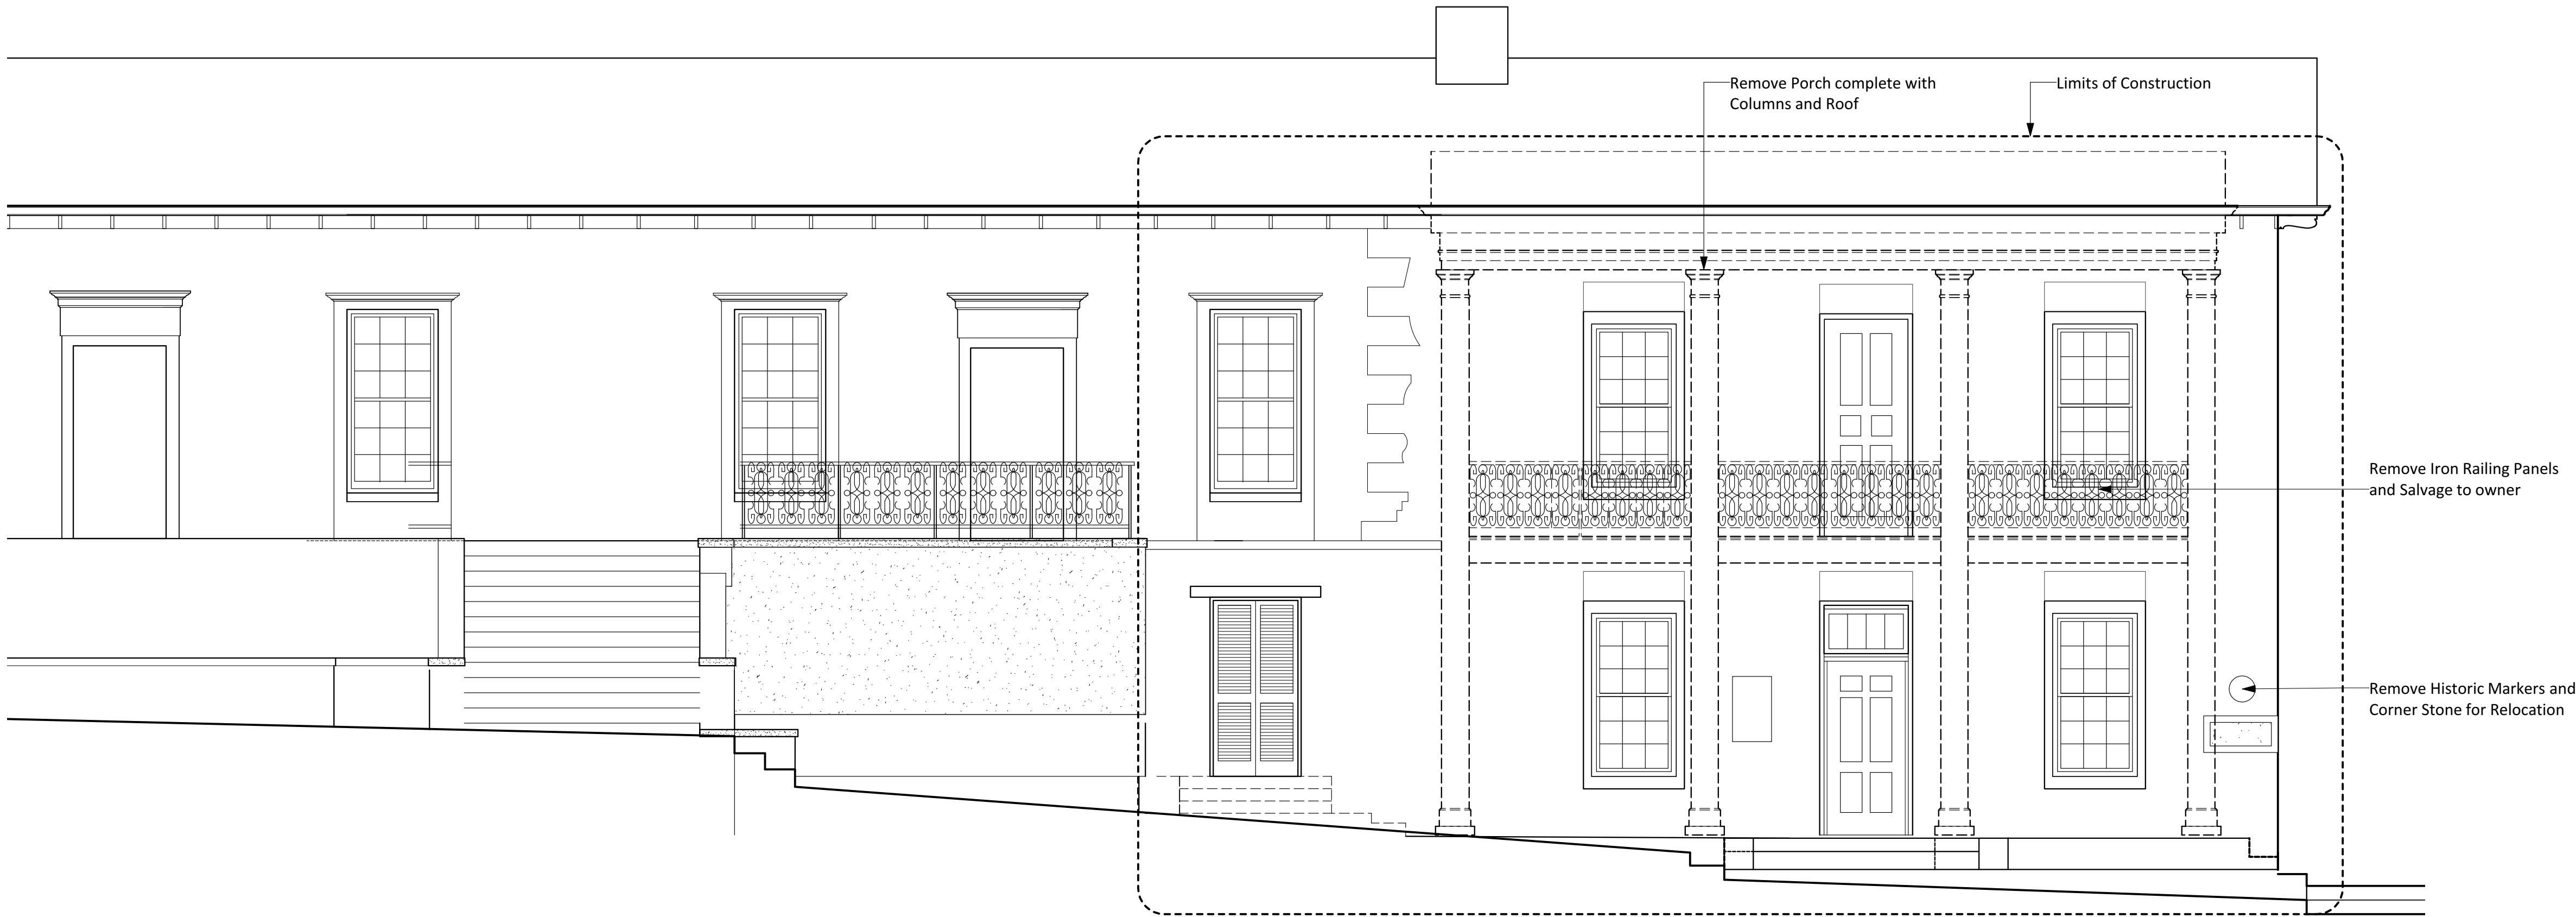 Remove Porch complete with
Columns and Roof
Limits of Construction
Remove Iron Railing Panels
and Salvage to owner
Remove Historic Markers and
Corner Stone for Relocation